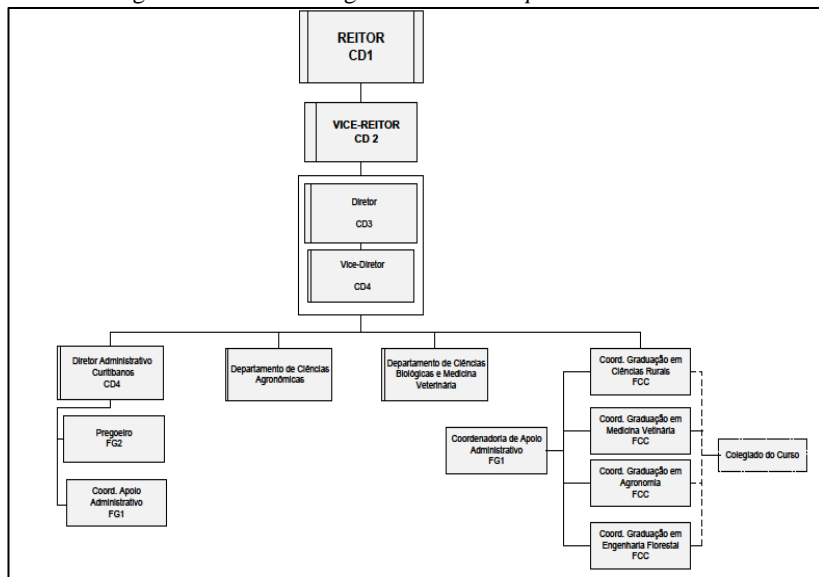 REITOR
CD1
VICE-REITOR
CD 2
Diretor
CD3
Vice-Diretor
CD4
Diretor Administrativo
Curitibanos
CD4
Departamento de Ciências
Agronômicas
Departamento de Ciências
Biológicas e Medicina
Veterinária
Coord. Graduação em
Ciências Rurais
FCC
Pregoeiro
FG2
Coord. Apoio
Administrativo
FG1
Coordenadoria de Apoio
Administrativo
FG1
Coord. Graduação em
Medicina Vetinária
FCC
Coord. Graduação em
Agronomia
FCC
Coord. Graduação em
Engenharia Florestal
FCC
Colegiado do Curso